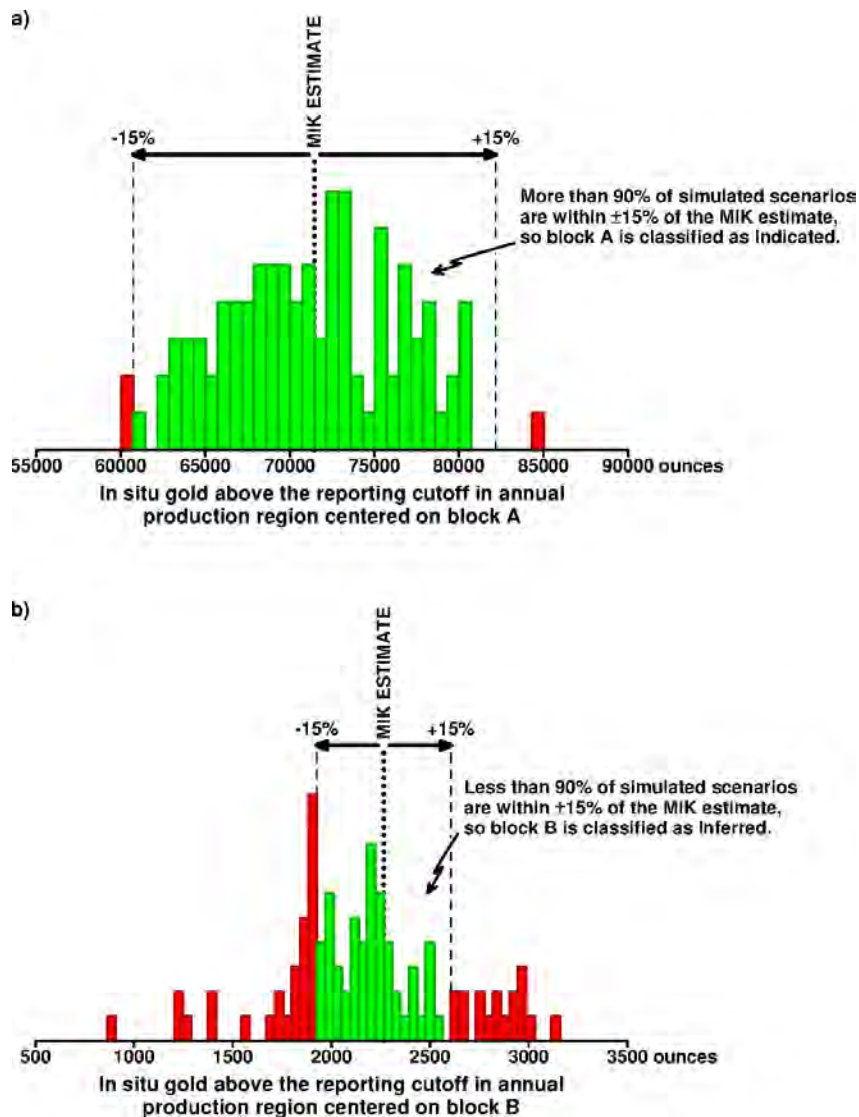 a)
MIK ESTIMATE
-15%
+15%
More than 90% of simulated scenarios
are within ±15% of the MIK estimate,
so block A is classified as Indicated.
55000 60000 65000 70000 75000 80000 85000 90000 ounces
In situ gold above the reporting cutoff in annual
production region centered on block A
b)
MIK ESTIMATE
-15%
+15%
Less than 90% of simulated scenarios
are within ±15% of the MIK estimate,
so block B is classified as Inferred.
500 1000 1500 2000 2500 3000 3500 ounces
In situ gold above the reporting cutoff in annual
production region centered on block B